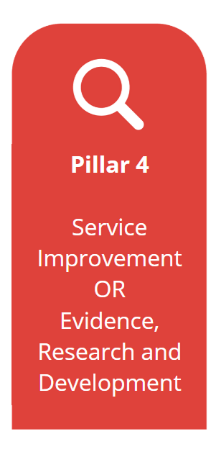 Pillar 4
Service
Improvement
OR
Evidence,
Research and
Development